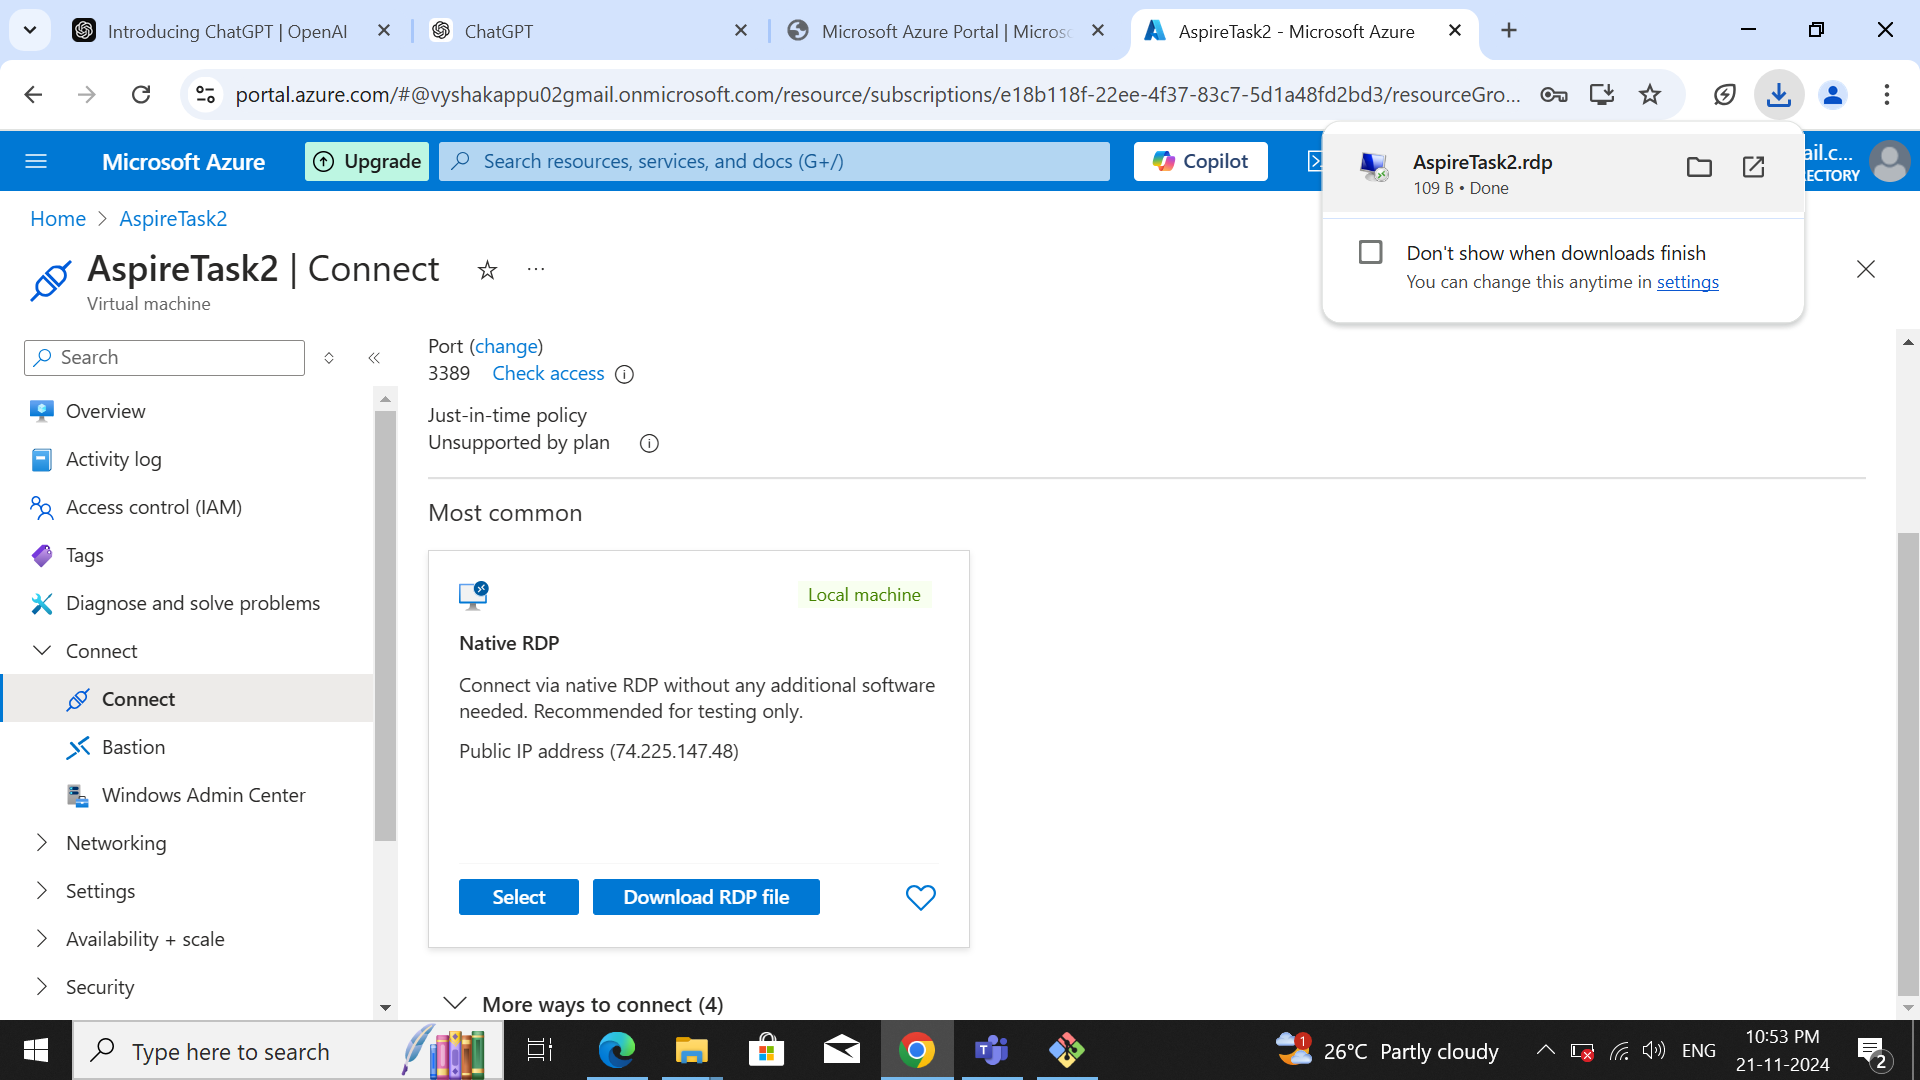 Introducing ChatGPT | OpenAI
ChatGPT
Microsoft Azure Portal | Micros
AspireTask2 - Microsoft Azure
portal.azure.com/#@vyshakappu02gmail.onmicrosoft.com/resource/subscriptions/e18b118f-22ee-4f37-83c7-5d1a48fd2bd3/resourceGro...
Microsoft Azure
Upgrade
Search resources, services, and docs (G+/)
Copilot
ail.c...
ECTORY
AspireTask2.rdp
109 B • Done
Don't show when downloads finish
You can change this anytime in settings
Home > AspireTask2
AspireTask2 | Connect
Virtual machine
Search
Overview
Activity log
Access control (IAM)
Tags
Diagnose and solve problems
Connect
Connect
Bastion
Windows Admin Center
Networking
Settings
Availability + scale
Security
Port (change)
3389 Check access
Just-in-time policy
Unsupported by plan
Most common
Local machine
Native RDP
Connect via native RDP without any additional software
needed. Recommended for testing only.
Public IP address (74.225.147.48)
Select
Download RDP file
More ways to connect (4)
Type here to search
1
26°C Partly cloudy
ENG
10:53 PM
21-11-2024
2